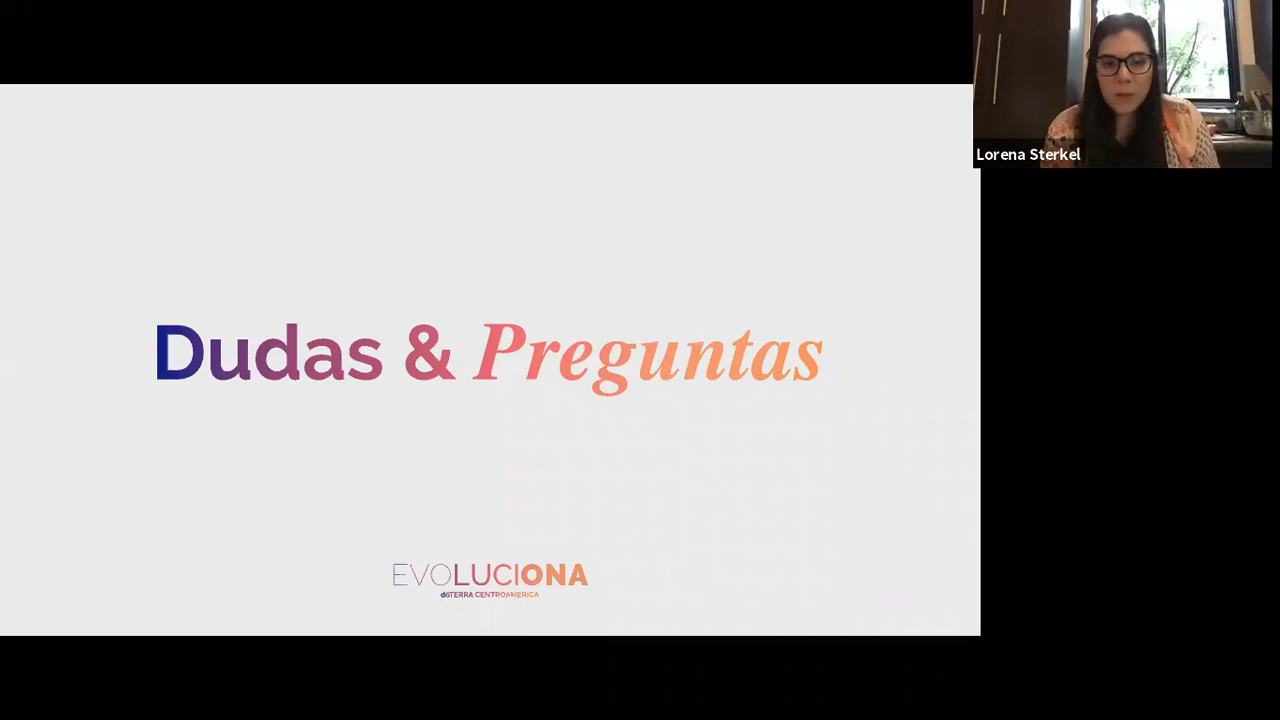 Lorena Sterkel
Dudas & Preguntas
EVOLUCIONA
dōTERRA CENTROAMERICA